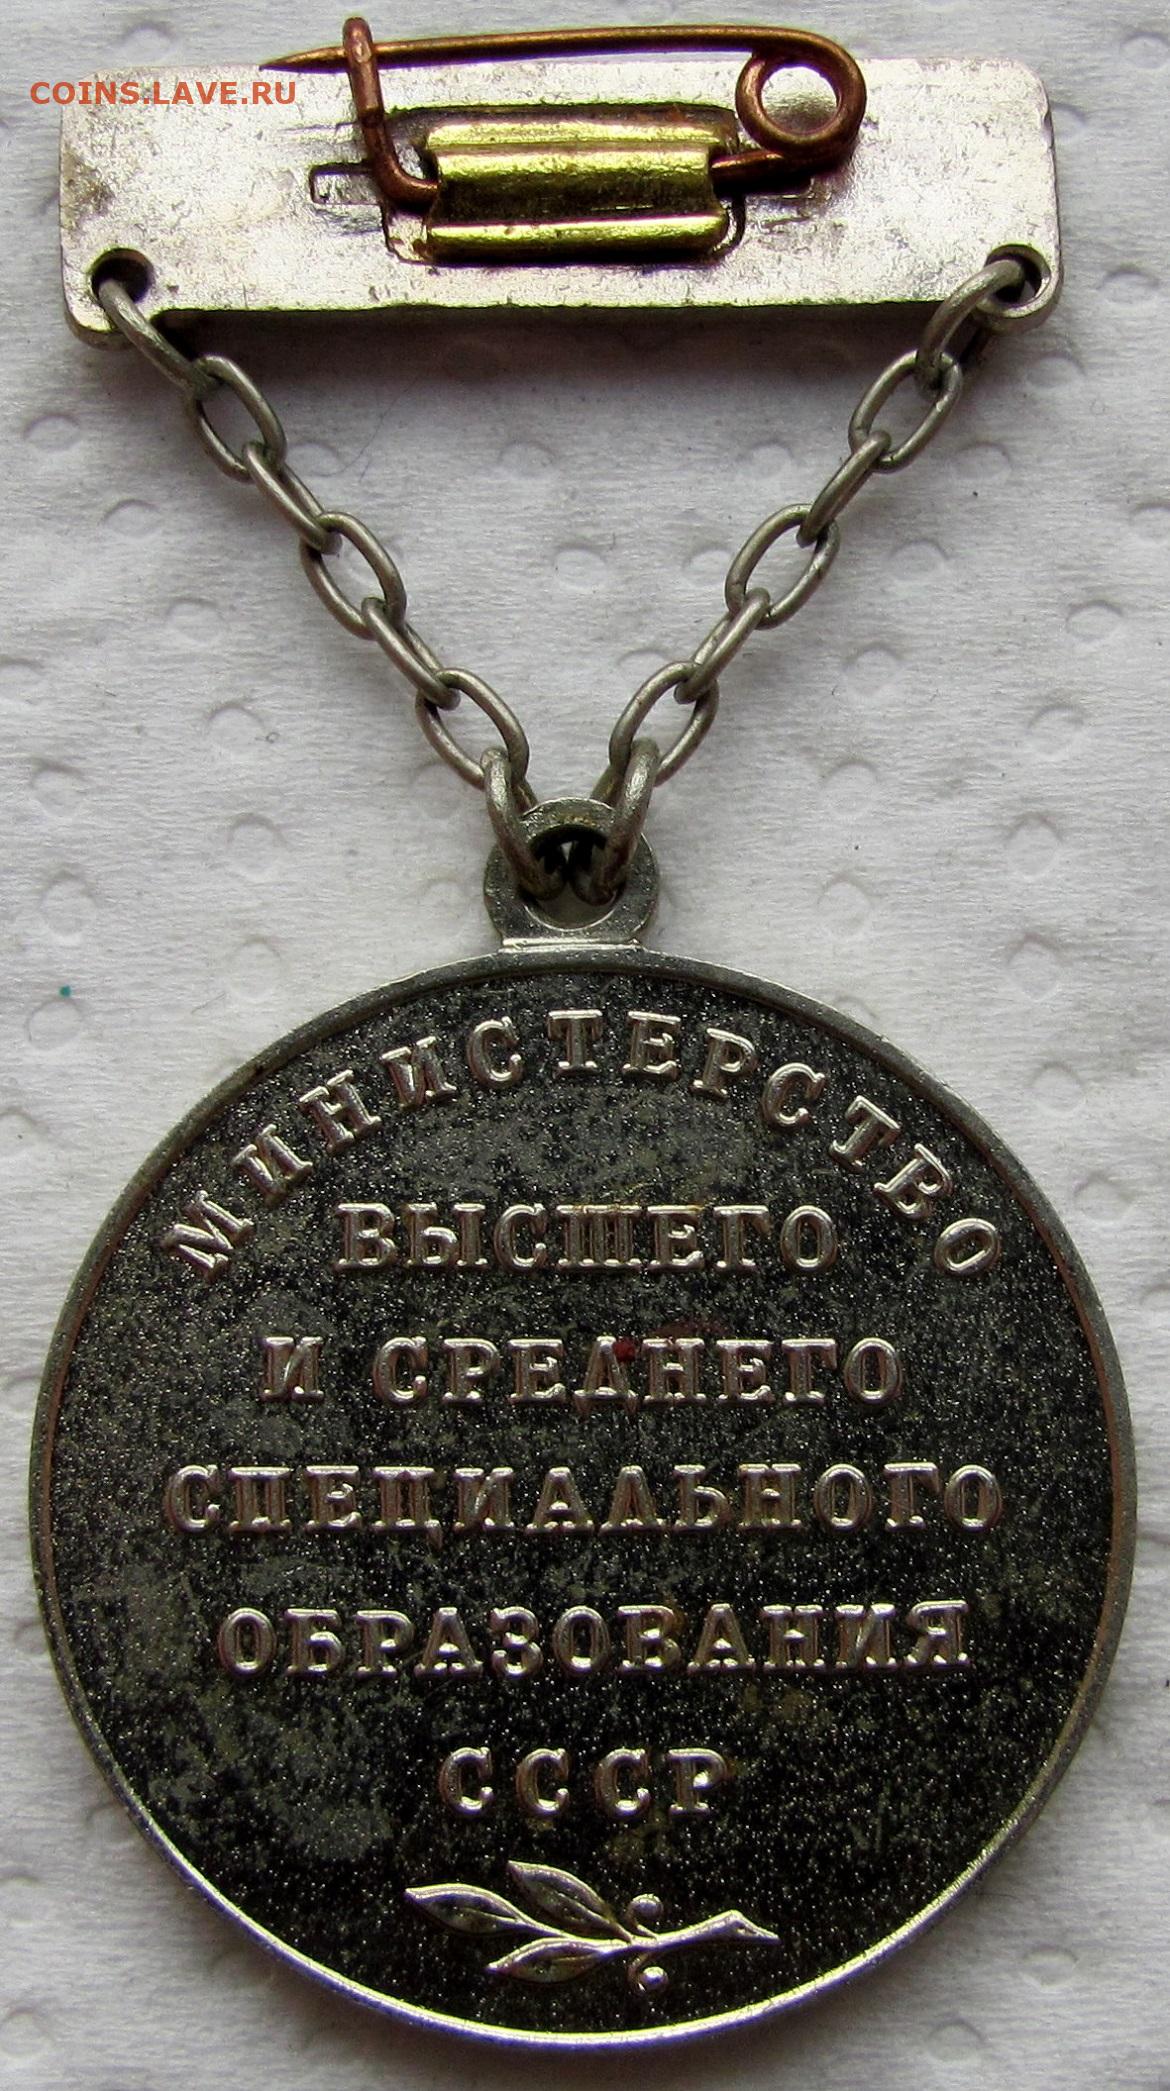 COINS.LAVE.RU
МИНИСТЕРСТВО
ВЫСШЕГО
И СРЕДНЕГО
СПЕЦИАЛЬНОГО
ОБРАЗОВАНИЯ
СССР